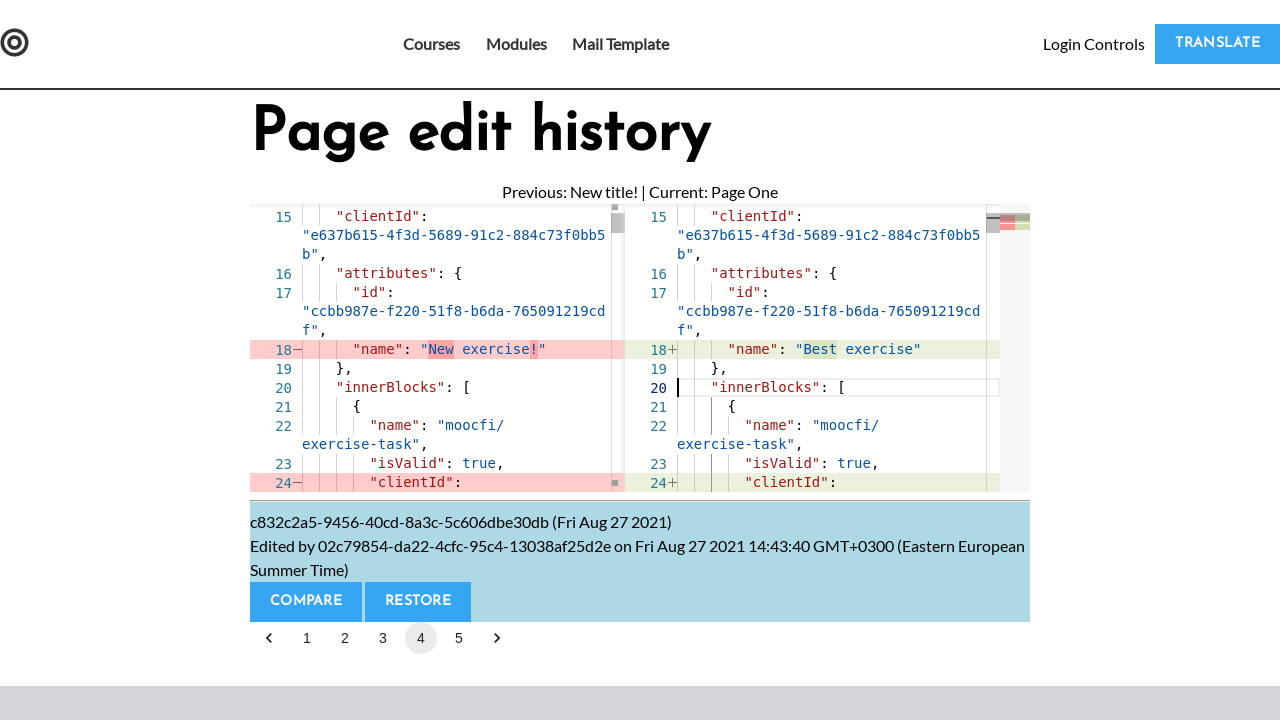 Courses Modules Mail Template Login Controls TRANSLATE
Page edit history
Previous: New title! | Current: Page One
15 "clientId":
"e637b615-4f3d-5689-91c2-884c73f0bb5
b",
16 "attributes": {
17 "id":
"ccbb987e-f220-51f8-b6da-765091219cd
f",
18 "name": "New exercise!"
19 },
20 "innerBlocks": [
21 {
22 "name": "moocfi/
exercise-task",
23 "isValid": true,
24 "clientId":
15 "clientId":
"e637b615-4f3d-5689-91c2-884c73f0bb5
b",
16 "attributes": {
17 "id":
"ccbb987e-f220-51f8-b6da-765091219cd
f",
18 "name": "Best exercise"
19 },
20 "innerBlocks": [
21 {
22 "name": "moocfi/
exercise-task",
23 "isValid": true,
24 "clientId":
c832c2a5-9456-40cd-8a3c-5c606dbe30db (Fri Aug 27 2021)
Edited by 02c79854-da22-4cfc-95c4-13038af25d2e on Fri Aug 27 2021 14:43:40 GMT+0300 (Eastern European
Summer Time)
COMPARE RESTORE
1 2 3 4 5